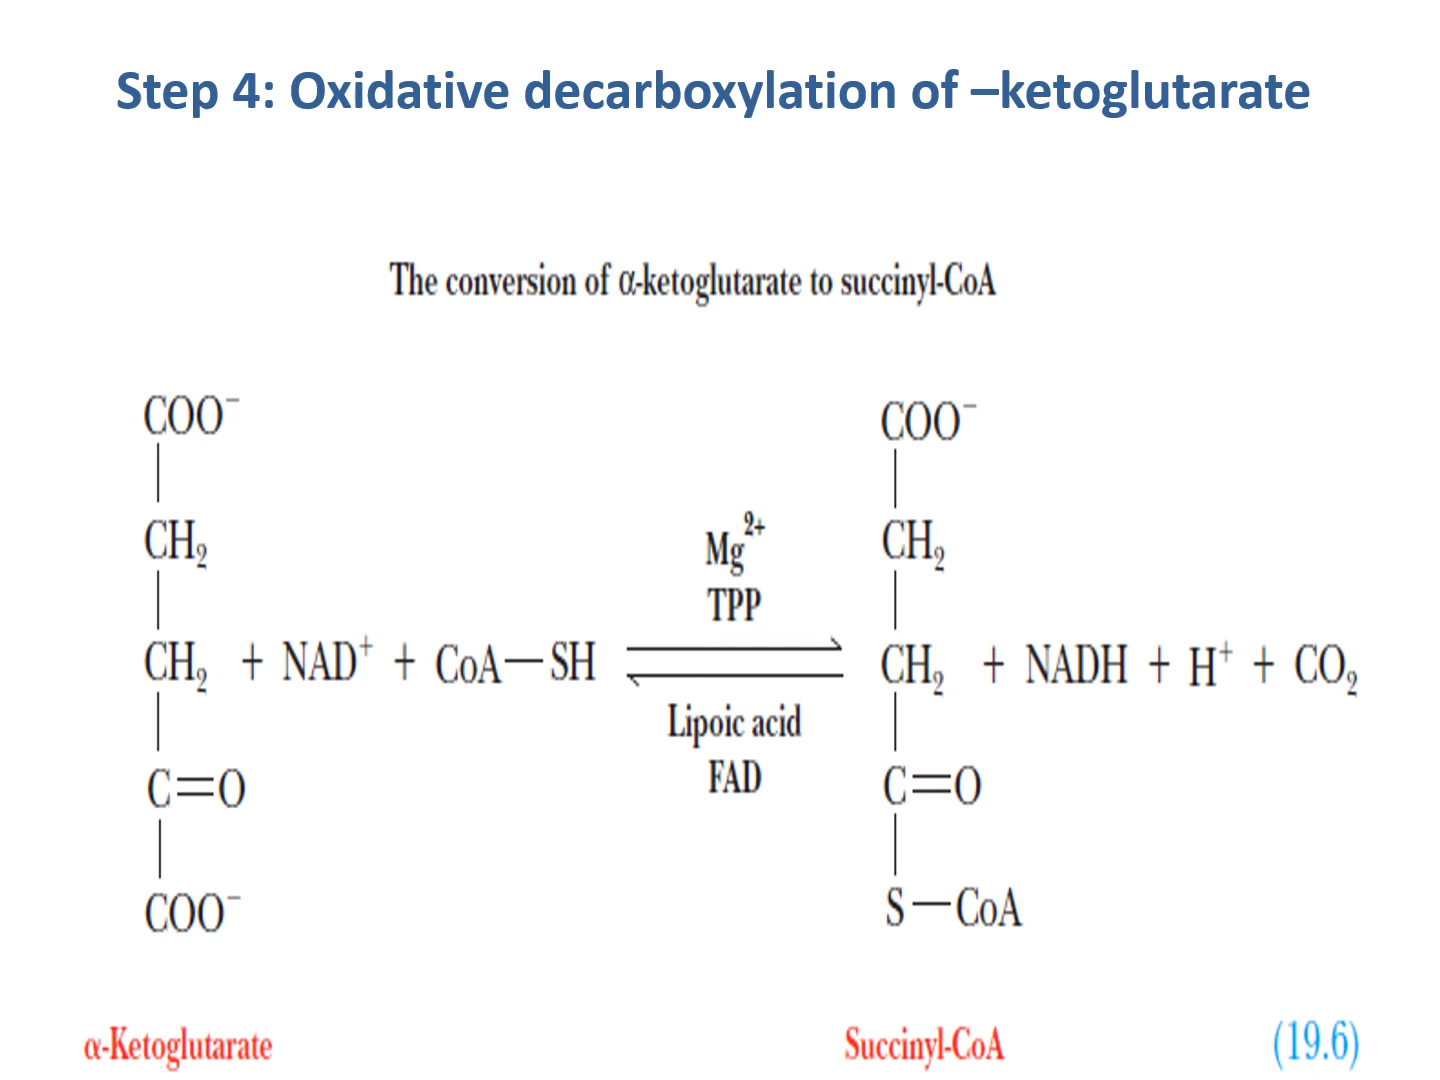 Step 4: Oxidative decarboxylation of –ketoglutarate
The conversion of α-ketoglutarate to succinyl-CoA
COO⁻
COO⁻
CH₂
Mg²⁺
CH₂
TPP
CH₂ + NAD⁺ + CoA—SH
CH₂ + NADH + H⁺ + CO₂
Lipoic acid
C=O
FAD
C=O
COO⁻
S—CoA
α-Ketoglutarate
Succinyl-CoA
(19.6)